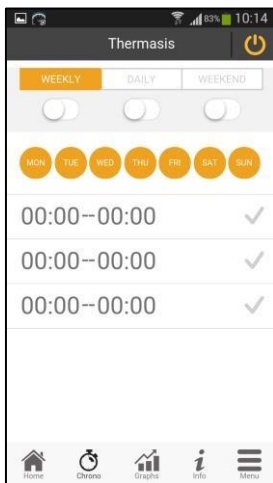 83% 10:14
Thermasis
WEEKLY DAILY WEEKEND
MON TUE WED THU FRI SAT SUN
00:00--00:00
00:00--00:00
00:00--00:00
Home Chrono Graphs Info Menu